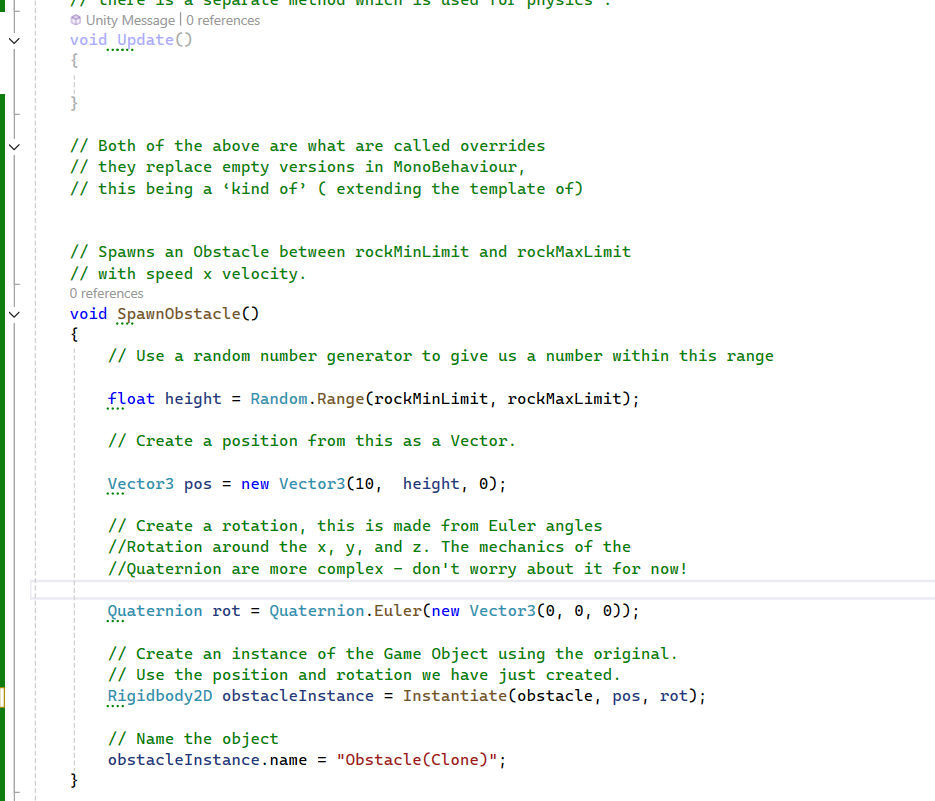 // there is a separate method which is used for physics .
Unity Message | 0 references
void Update()
{
}
// Both of the above are what are called overrides
// they replace empty versions in MonoBehaviour,
// this being a ‘kind of’ ( extending the template of)
// Spawns an Obstacle between rockMinLimit and rockMaxLimit
// with speed x velocity.
0 references
void SpawnObstacle()
{
// Use a random number generator to give us a number within this range
float height = Random.Range(rockMinLimit, rockMaxLimit);
// Create a position from this as a Vector.
Vector3 pos = new Vector3(10,  height, 0);
// Create a rotation, this is made from Euler angles
//Rotation around the x, y, and z. The mechanics of the
//Quaternion are more complex – don't worry about it for now!
Quaternion rot = Quaternion.Euler(new Vector3(0, 0, 0));
// Create an instance of the Game Object using the original.
// Use the position and rotation we have just created.
Rigidbody2D obstacleInstance = Instantiate(obstacle, pos, rot);
// Name the object
obstacleInstance.name = "Obstacle(Clone)";
}